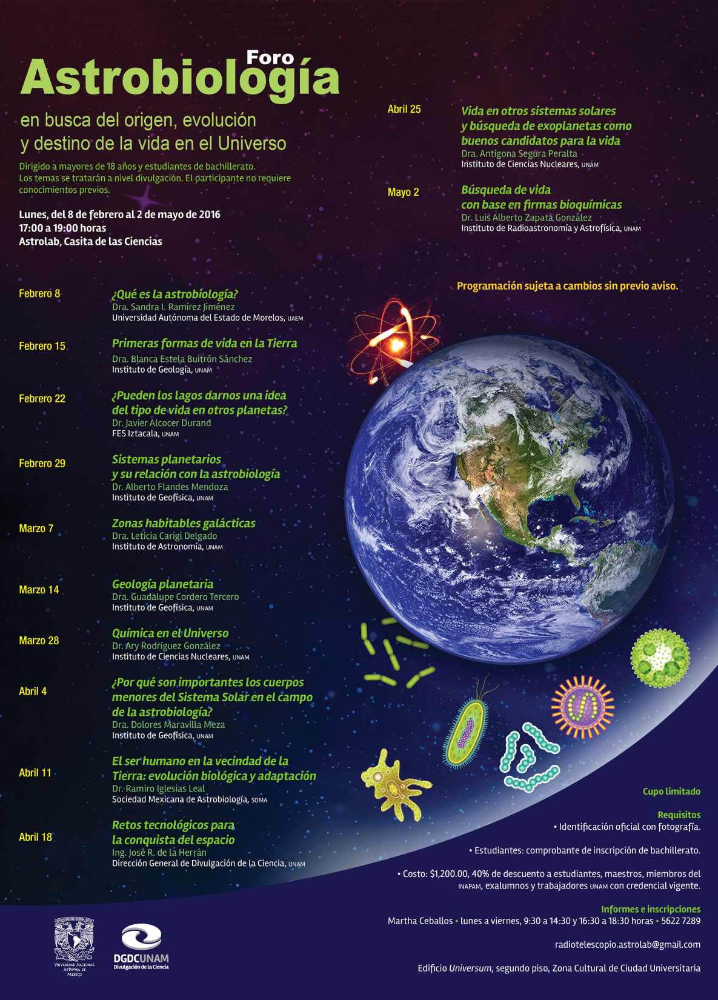 Foro
Astrobiología
en busca del origen, evolución
y destino de la vida en el Universo
Dirigido a mayores de 18 años y estudiantes de bachillerato.
Los temas se tratarán a nivel divulgación. El participante no requiere
conocimientos previos.
Lunes, del 8 de febrero al 2 de mayo de 2016
17:00 a 19:00 horas
Astrolab, Casita de las Ciencias
Febrero 8
¿Qué es la astrobiología?
Dra. Sandra I. Ramírez Jiménez
Universidad Autónoma del Estado de Morelos, UAEM
Febrero 15
Primeras formas de vida en la Tierra
Dra. Blanca Estela Buitrón Sánchez
Instituto de Geología, UNAM
Febrero 22
¿Pueden los lagos darnos una idea
del tipo de vida en otros planetas?
Dr. Javier Alcocer Durand
FES Iztacala, UNAM
Febrero 29
Sistemas planetarios
y su relación con la astrobiología
Dr. Alberto Flandes Mendoza
Instituto de Geofísica, UNAM
Marzo 7
Zonas habitables galácticas
Dra. Leticia Carigi Delgado
Instituto de Astronomía, UNAM
Marzo 14
Geología planetaria
Dra. Guadalupe Cordero Tercero
Instituto de Geofísica, UNAM
Marzo 28
Química en el Universo
Dr. Ary Rodríguez González
Instituto de Ciencias Nucleares, UNAM
Abril 4
¿Por qué son importantes los cuerpos
menores del Sistema Solar en el campo
de la astrobiología?
Dra. Dolores Maravilla Meza
Instituto de Geofísica, UNAM
Abril 11
El ser humano en la vecindad de la
Tierra: evolución biológica y adaptación
Dr. Ramiro Iglesias Leal
Sociedad Mexicana de Astrobiología, SOMA
Abril 18
Retos tecnológicos para
la conquista del espacio
Ing. José R. de la Herrán
Dirección General de Divulgación de la Ciencia, UNAM
Abril 25
Vida en otros sistemas solares
y búsqueda de exoplanetas como
buenos candidatos para la vida
Dra. Antígona Segura Peralta
Instituto de Ciencias Nucleares, UNAM
Mayo 2
Búsqueda de vida
con base en firmas bioquímicas
Dr. Luis Alberto Zapata González
Instituto de Radioastronomía y Astrofísica, UNAM
Programación sujeta a cambios sin previo aviso.
Cupo limitado
Requisitos
• Identificación oficial con fotografía.
• Estudiantes: comprobante de inscripción de bachillerato.
• Costo: $1,200.00, 40% de descuento a estudiantes, maestros, miembros del
INAPAM, exalumnos y trabajadores UNAM con credencial vigente.
Informes e inscripciones
Martha Ceballos • lunes a viernes, 9:30 a 14:30 y 16:30 a 18:30 horas • 5622 7289
radiotelescopio.astrolab@gmail.com
Edificio Universum, segundo piso, Zona Cultural de Ciudad Universitaria
VNIVERSIDAD NACIONAL
AVTNMA DE
MEXICO
DGDCUNAM
Divulgación de la Ciencia